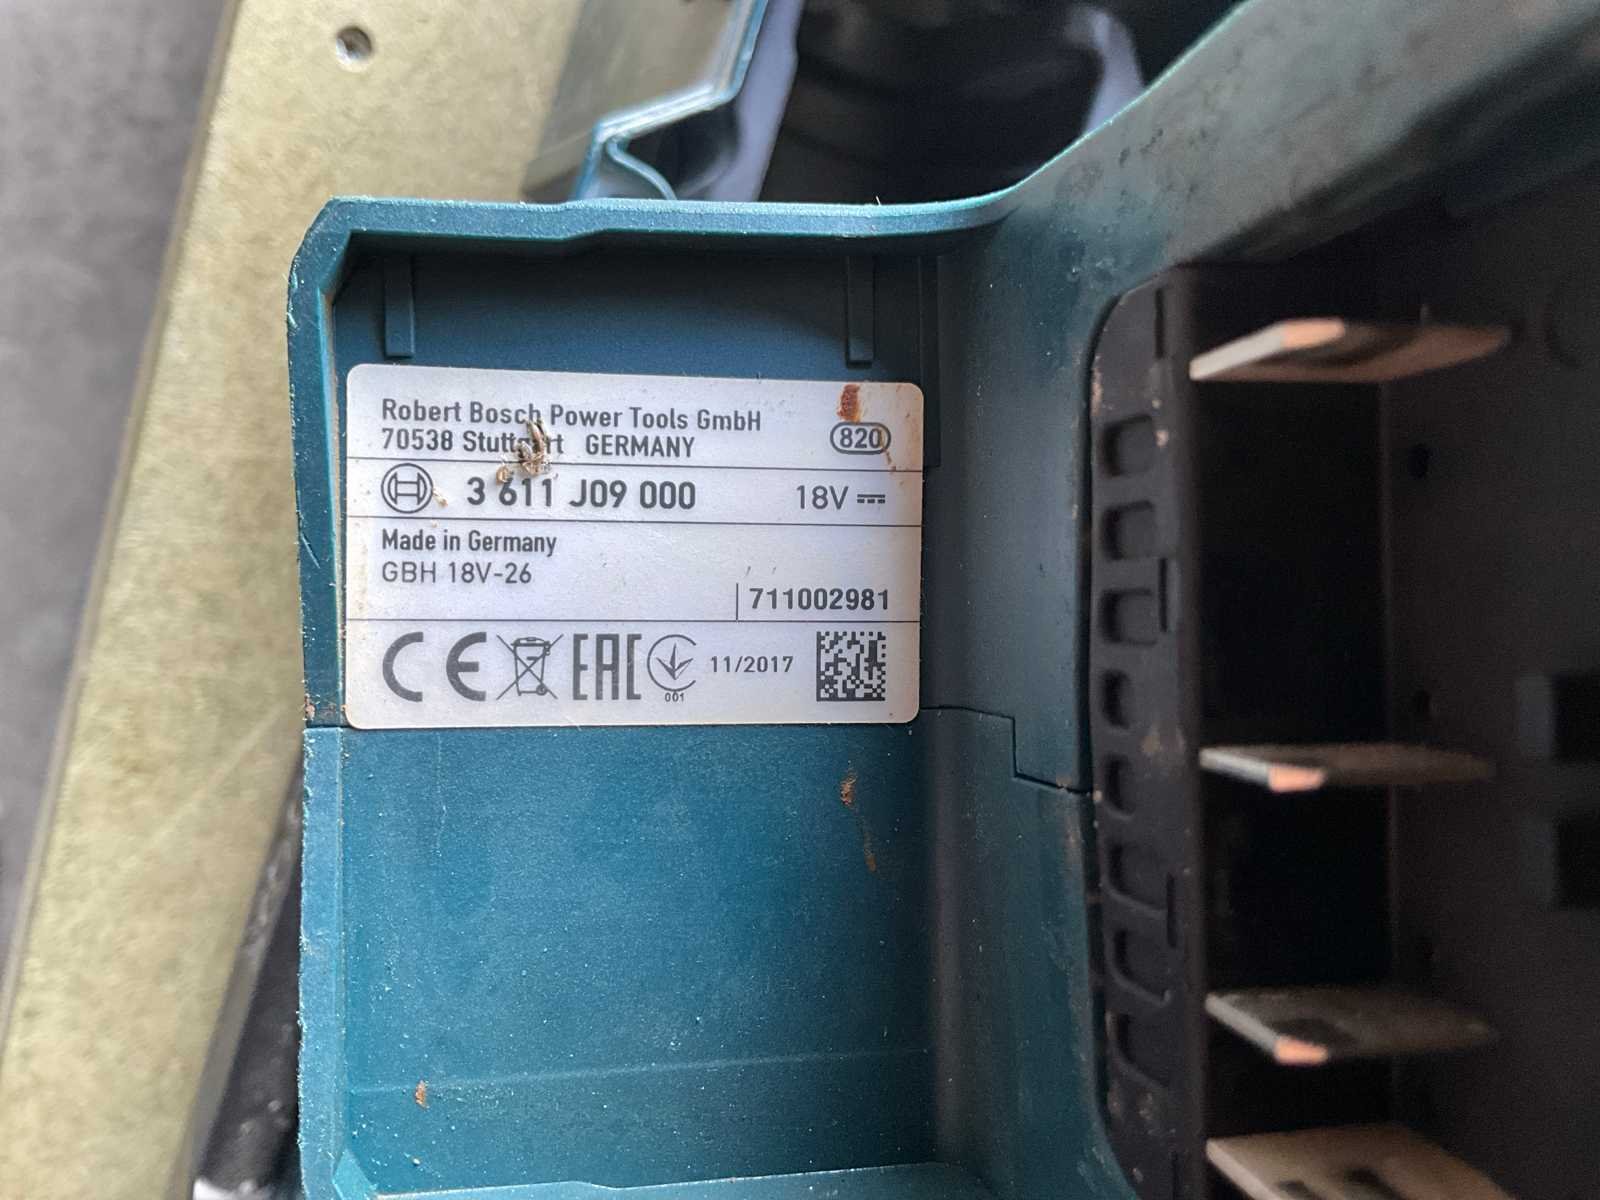 Robert Bosch Power Tools GmbH
70538 Stuttgart GERMANY
820
3 611 J09 000 18V
Made in Germany
GBH 18V-26
711002981
CE EAC 001 11/2017